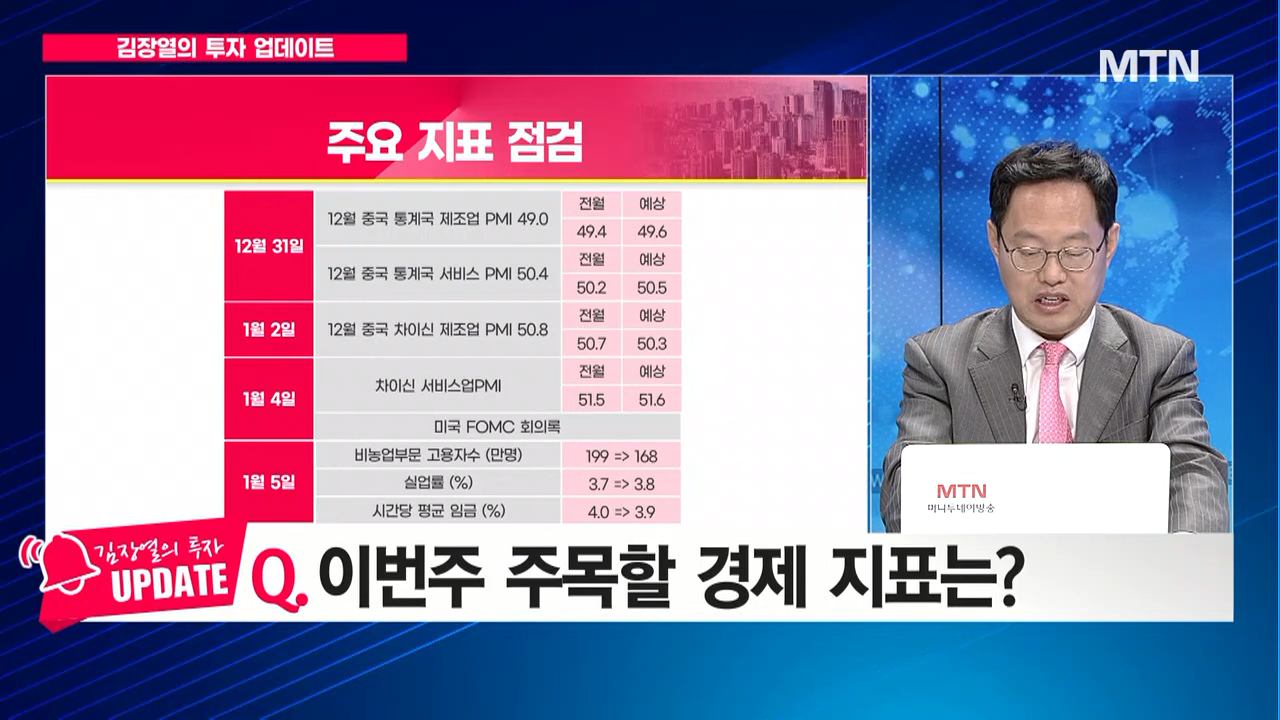 김장열의 투자 업데이트
MTN
주요 지표 점검
12월 31일
12월 중국 통계국 제조업 PMI 49.0
전월 예상
49.4 49.6
12월 중국 통계국 서비스 PMI 50.4
전월 예상
50.2 50.5
1월 2일
12월 중국 차이신 제조업 PMI 50.8
전월 예상
50.7 50.3
1월 4일
차이신 서비스업PMI
전월 예상
51.5 51.6
미국 FOMC 회의록
1월 5일
비농업부문 고용자수 (만명) 199 => 168
실업률 (%) 3.7 => 3.8
시간당 평균 임금 (%) 4.0 => 3.9
MTN
머니투데이방송
김장열의 투자
UPDATE
Q. 이번주 주목할 경제 지표는?